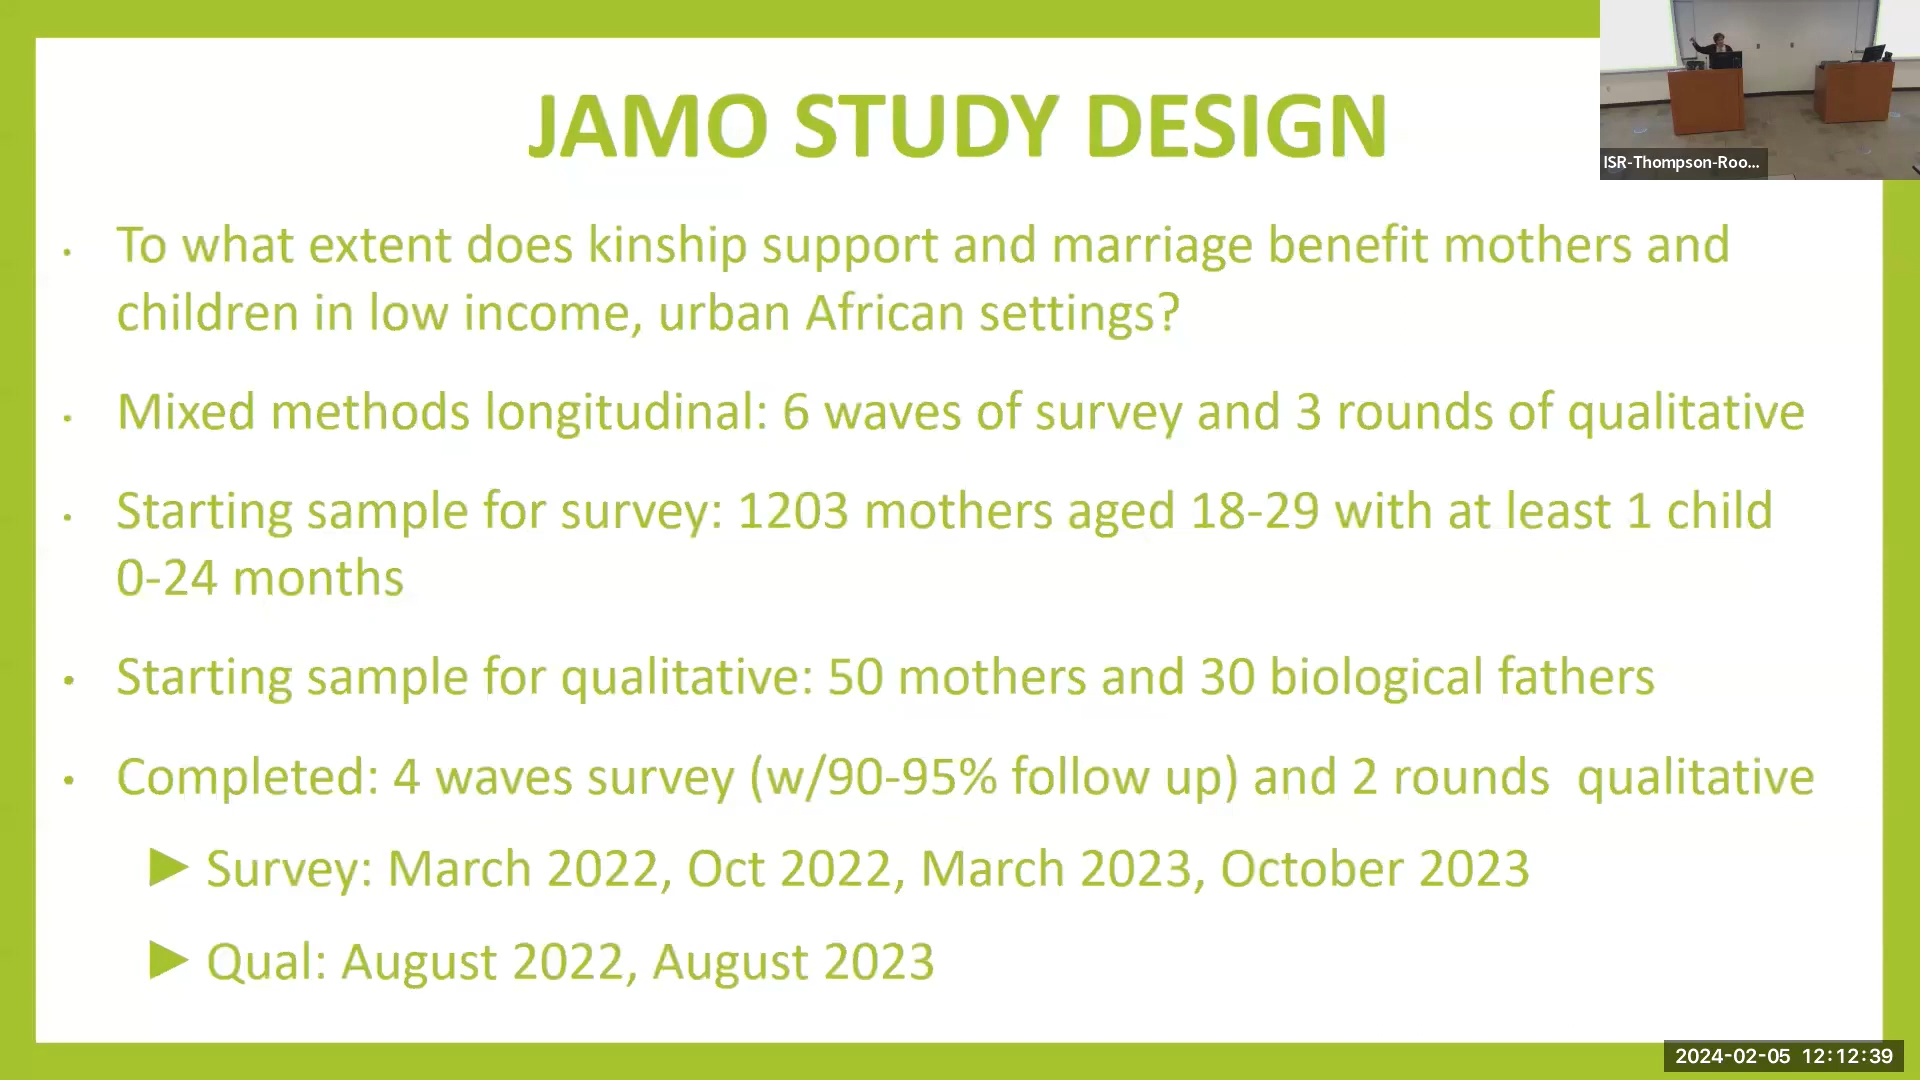 JAMO STUDY DESIGN
ISR-Thompson-Roo...
• To what extent does kinship support and marriage benefit mothers and
children in low income, urban African settings?
• Mixed methods longitudinal: 6 waves of survey and 3 rounds of qualitative
• Starting sample for survey: 1203 mothers aged 18-29 with at least 1 child
0-24 months
• Starting sample for qualitative: 50 mothers and 30 biological fathers
• Completed: 4 waves survey (w/90-95% follow up) and 2 rounds  qualitative
► Survey: March 2022, Oct 2022, March 2023, October 2023
► Qual: August 2022, August 2023
2024-02-05 12:12:39